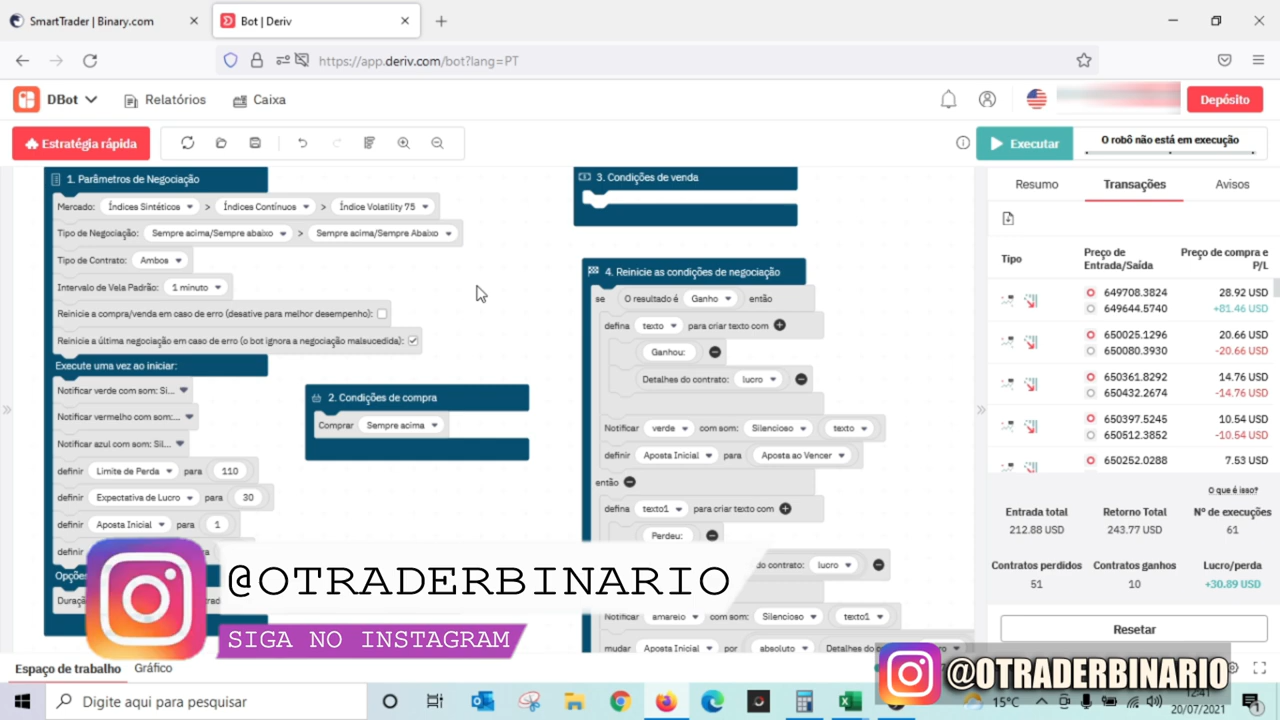 SmartTrader | Binary.com
Bot | Deriv
https://app.deriv.com/bot?lang=PT
DBot
Relatórios
Caixa
Depósito
Estratégia rápida
Executar
O robô não está em execução
1. Parâmetros de Negociação
Mercado: Índices Sintéticos > Índices Contínuos > Índice Volatility 75
Tipo de Negociação: Sempre acima/Sempre abaixo > Sempre acima/Sempre Abaixo
Tipo de Contrato: Ambos
Intervalo de Vela Padrão: 1 minuto
Reinicie a compra/venda em caso de erro (desative para melhor desempenho):
Reinicie a última negociação em caso de erro (o bot ignora a negociação malsucedida):
Execute uma vez ao iniciar:
Notificar verde com som: Si...
Notificar vermelho com som:...
Notificar azul com som: Sil...
definir Limite de Perda para 110
definir Expectativa de Lucro para 30
definir Aposta Inicial para 1
2. Condições de compra
Comprar Sempre acima
3. Condições de venda
4. Reinicie as condições de negociação
se O resultado é Ganho então
defina texto para criar texto com
Ganhou:
Detalhes do contrato: lucro
Notificar verde com som: Silencioso texto
definir Aposta Inicial para Aposta ao Vencer
então
defina texto1 para criar texto com
Perdeu:
do contrato: lucro
Notificar amarelo com som: Silencioso texto1
mudar Aposta Inicial por absoluto
Resumo
Transações
Avisos
Tipo
Preço de Entrada/Saída
Preço de compra e P/L
649708.3824 28.92 USD
649644.5740 +81.46 USD
650025.1296 20.66 USD
650080.3930 -20.66 USD
650361.8292 14.76 USD
650432.2674 -14.76 USD
650397.5245 10.54 USD
650512.3852 -10.54 USD
650252.0288 7.53 USD
O que é isso?
Entrada total
212.88 USD
Retorno Total
243.77 USD
Nº de execuções
61
Contratos perdidos
51
Contratos ganhos
10
Lucro/perda
+30.89 USD
Resetar
@OTRADERBINARIO
SIGA NO INSTAGRAM
Espaço de trabalho
Gráfico
@OTRADERBINARIO
Digite aqui para pesquisar
15°C
12:41
20/07/2021